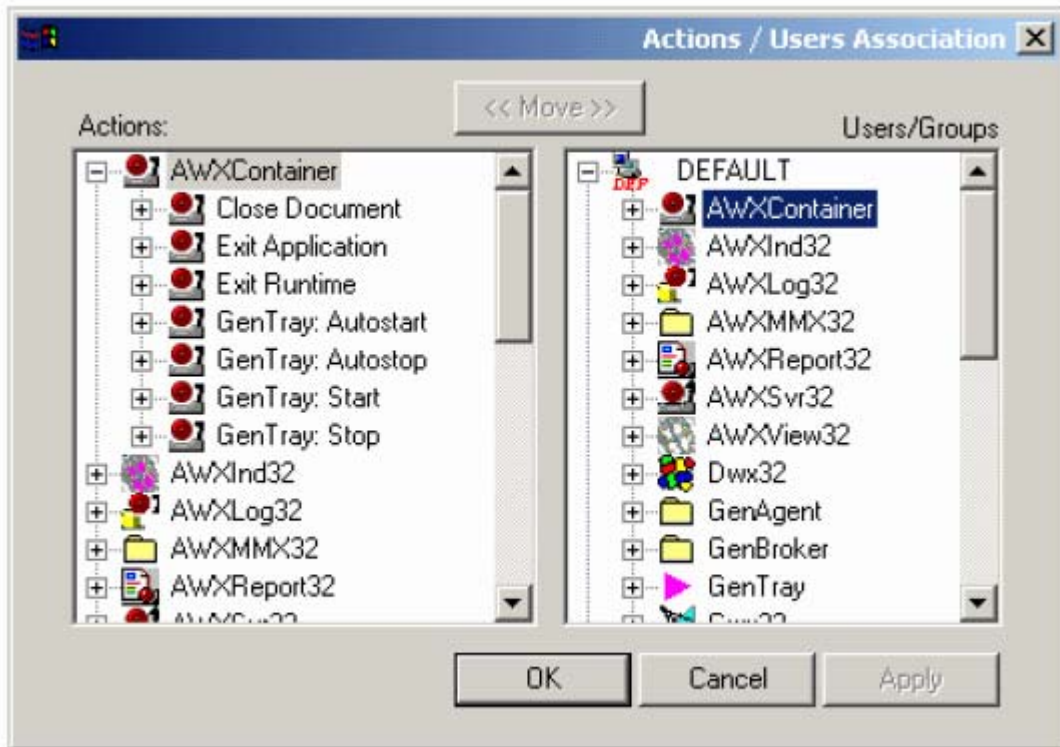 Actions / Users Association
<< Move >>
Actions:
Users/Groups
AWXContainer
Close Document
Exit Application
Exit Runtime
GenTray: Autostart
GenTray: Autostop
GenTray: Start
GenTray: Stop
AWXInd32
AWXLog32
AWXMMX32
AWXReport32
DEFAULT
DEF
AWXContainer
AWXInd32
AWXLog32
AWXMMX32
AWXReport32
AWXSvr32
AWXView32
Dwx32
GenAgent
GenBroker
GenTray
OK
Cancel
Apply